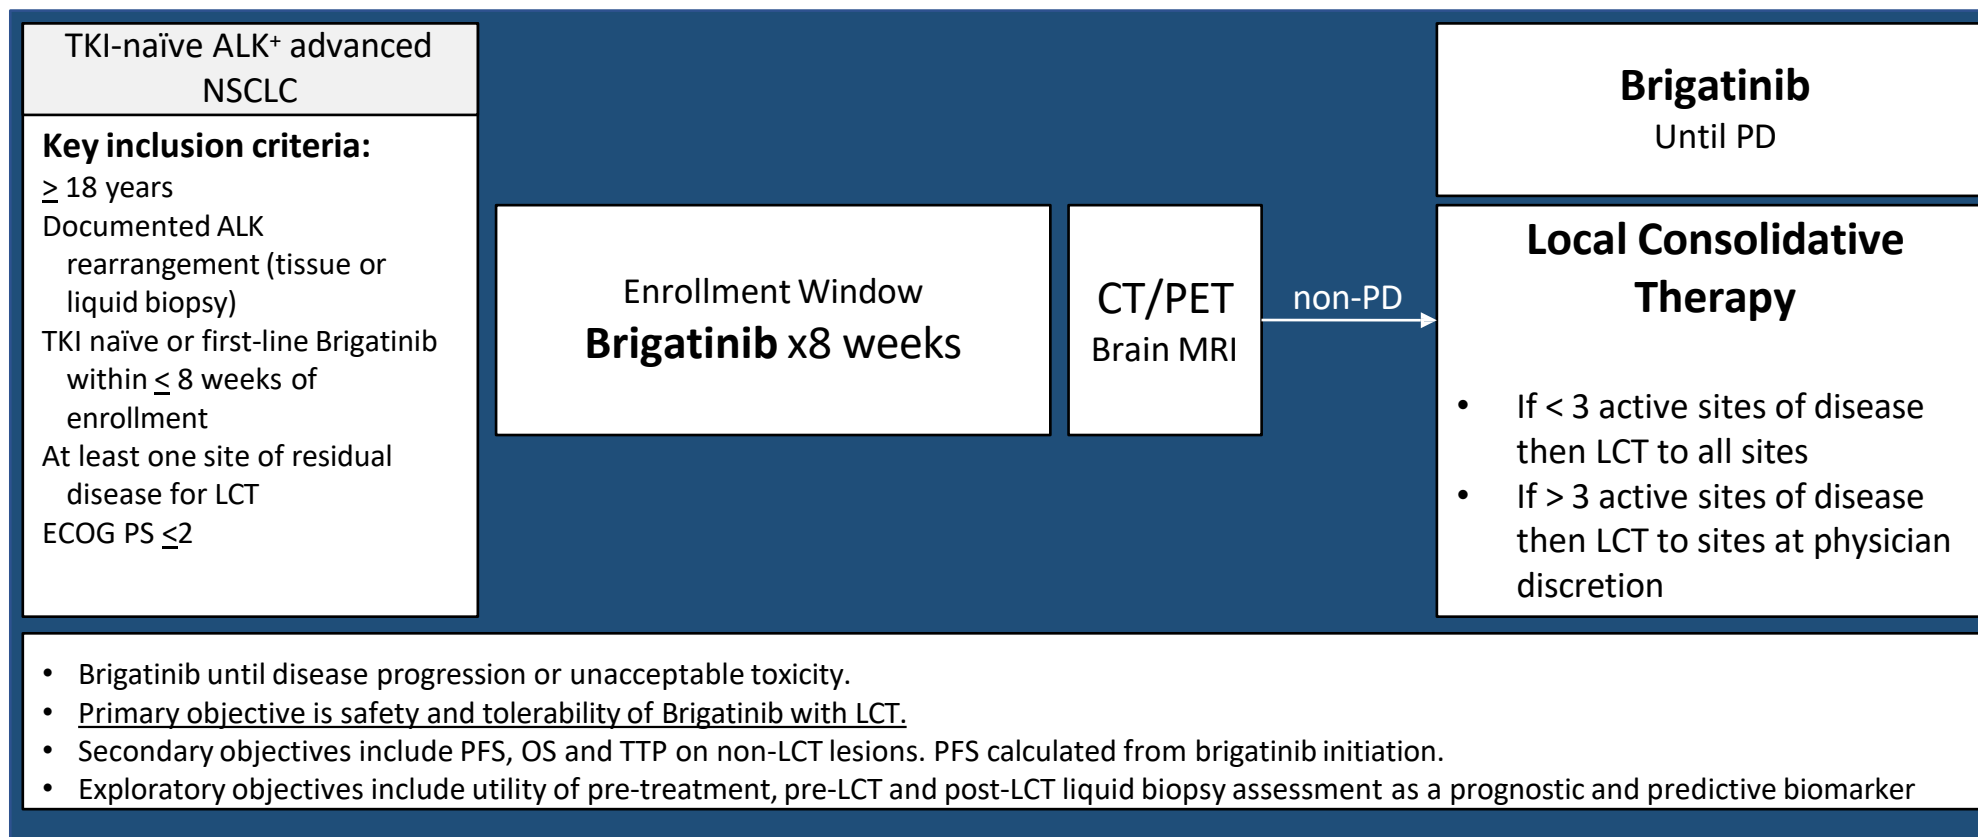 TKI-naïve ALK+ advanced
NSCLC
Key inclusion criteria:
≥ 18 years
Documented ALK
rearrangement (tissue or
liquid biopsy)
TKI naïve or first-line Brigatinib
within ≤ 8 weeks of
enrollment
At least one site of residual
disease for LCT
ECOG PS ≤2
Enrollment Window
Brigatinib x8 weeks
CT/PET
Brain MRI
non-PD
Brigatinib
Until PD
Local Consolidative
Therapy
• If < 3 active sites of disease
then LCT to all sites
• If > 3 active sites of disease
then LCT to sites at physician
discretion
• Brigatinib until disease progression or unacceptable toxicity.
• Primary objective is safety and tolerability of Brigatinib with LCT.
• Secondary objectives include PFS, OS and TTP on non-LCT lesions. PFS calculated from brigatinib initiation.
• Exploratory objectives include utility of pre-treatment, pre-LCT and post-LCT liquid biopsy assessment as a prognostic and predictive biomarker